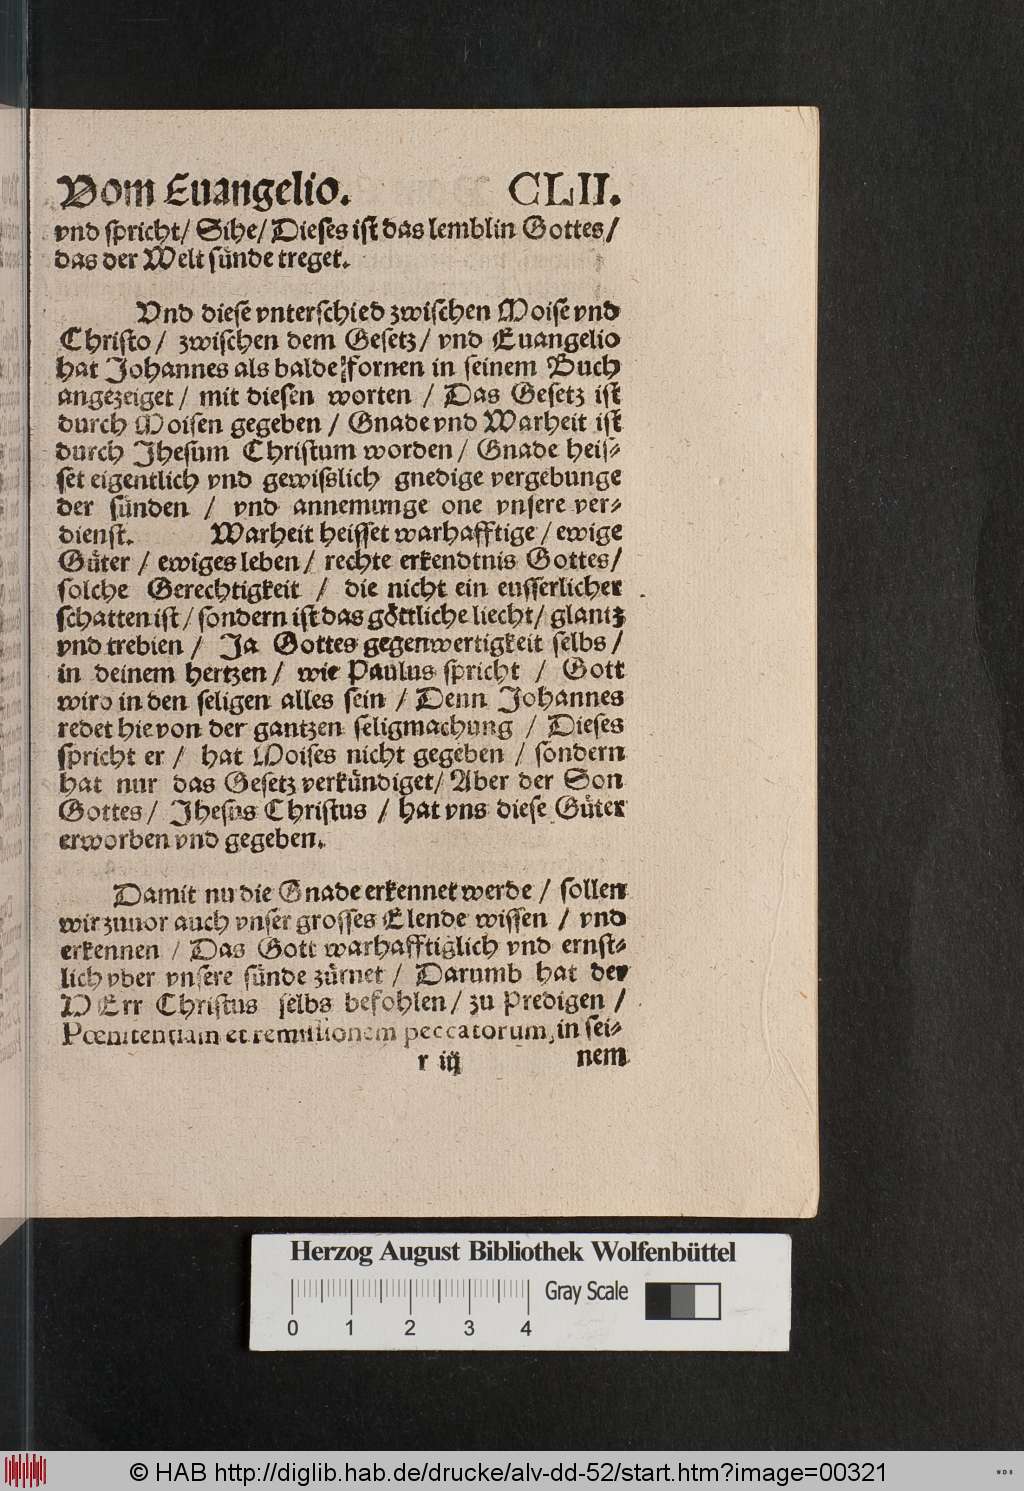 Vom Euangelio. CLII.
vnd spricht/ Sihe/ Dieses ist das lemblin Gottes/
das der Welt sünde treget.
Vnd diese vnterschied zwischen Moise vnd
Christo/ zwischen dem Gesetz/ vnd Euangelio
hat Johannes als balde fornen in seinem Buch
angezeiget/ mit diesen worten / Das Gesetz ist
durch Moisen gegeben / Gnade vnd Warheit ist
durch Jhesum Christum worden/ Gnade heis-
set eigentlich vnd gewisslich gnedige vergebunge
der sünden / vnd annemunge one vnsere ver-
dienst. Warheit heisset warhafftige / ewige
Güter / ewiges leben/ rechte erkendtnis Gottes/
solche Gerechtigkeit / die nicht ein eusserlicher
schatten ist/ sondern ist das göttliche liecht/ glantz
vnd trebien / Ja Gottes gegenwertigkeit selbs/
in deinem hertzen/ wie Paulus spricht / Gott
wird in den seligen alles sein / Denn Johannes
redet hie von der gantzen seligmachung / Dieses
spricht er / hat Moises nicht gegeben / sondern
hat nur das Gesetz verkündiget/ Aber der Son
Gottes/ Jhesus Christus / hat vns diese Güter
erworben vnd gegeben.
Damit nu die Gnade erkennet werde / sollen
wir zuuor auch vnser grosses Elende wissen / vnd
erkennen / Das Gott warhafftiglich vnd ernst-
lich vber vnsere sünde zürnet / Darumb hat der
HErr Christus selbs befohlen/ zu Predigen /
Pœnitentiam et remissionem peccatorum, in sei-
r iij nem
Herzog August Bibliothek Wolfenbüttel
Gray Scale
0 1 2 3 4
© HAB http://diglib.hab.de/drucke/alv-dd-52/start.htm?image=00321